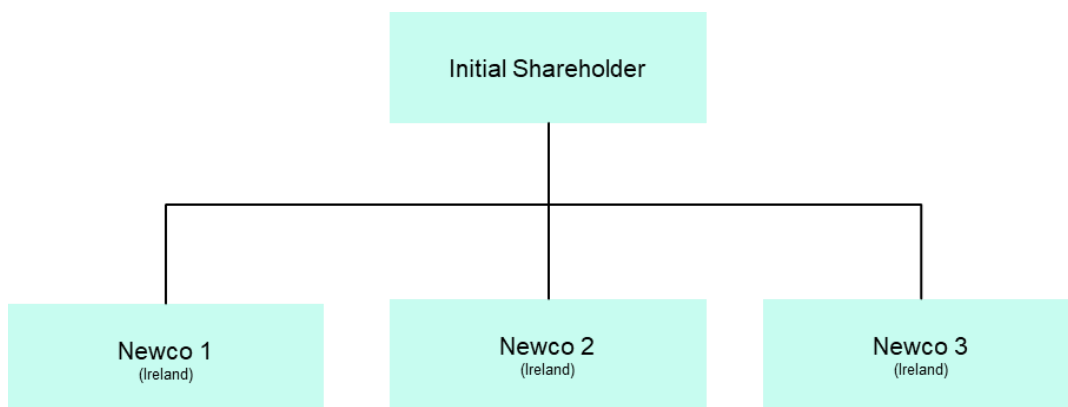 Initial Shareholder
Newco 1
(Ireland)
Newco 2
(Ireland)
Newco 3
(Ireland)